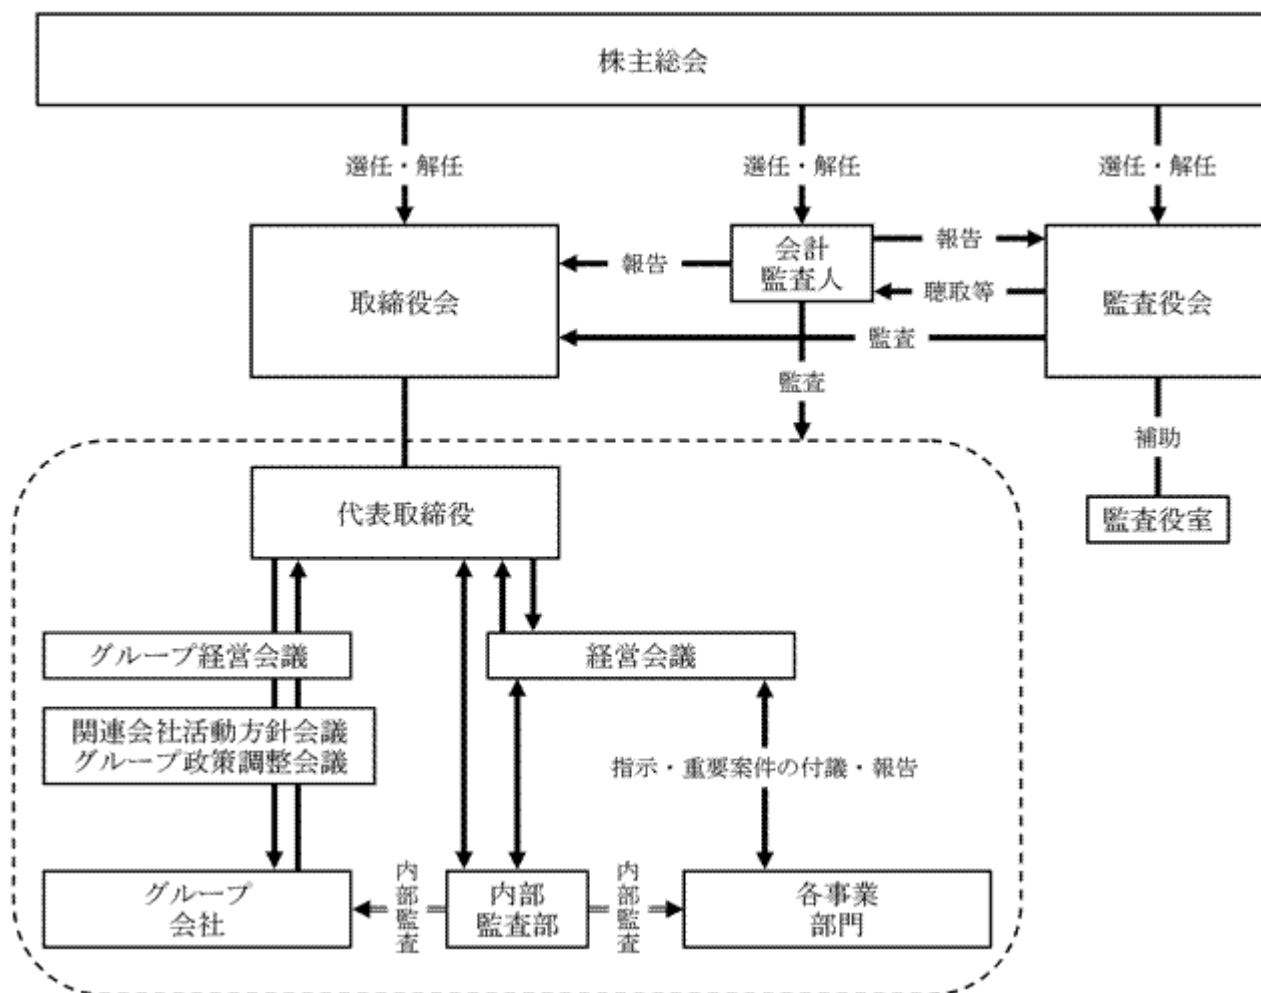 株主総会
選任・解任
選任・解任
選任・解任
取締役会
報告
会計
監査人
報告
聴取等
監査役会
監査
監査
補助
監査役室
代表取締役
グループ経営会議
経営会議
関連会社活動方針会議
グループ政策調整会議
指示・重要案件の付議・報告
グループ
会社
内部監査
内部
監査部
内部監査
各事業
部門